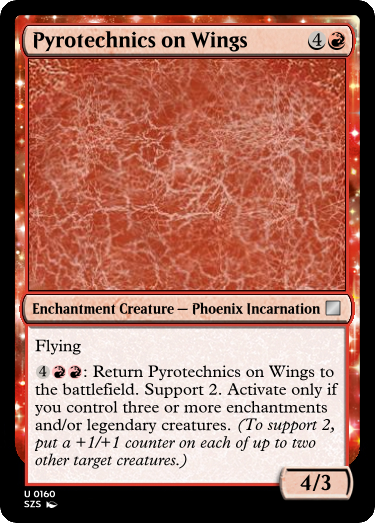 Pyrotechnics on Wings 4
Enchantment Creature — Phoenix Incarnation
Flying
4: Return Pyrotechnics on Wings to
the battlefield. Support 2. Activate only if
you control three or more enchantments
and/or legendary creatures. (To support 2,
put a +1/+1 counter on each of up to two
other target creatures.)
4/3
U 0160
SZS